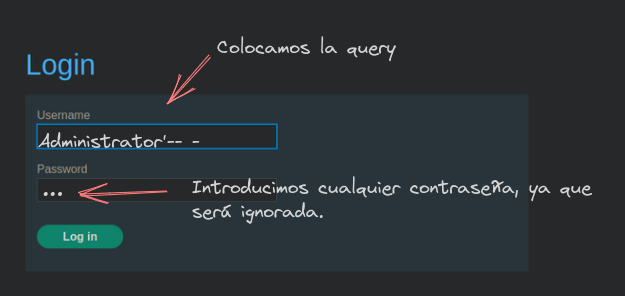 Colocamos la query
Login
Username
Administrator'-- -
Password
•••
Introducimos cualquier contraseña, ya que
será ignorada.
Log in